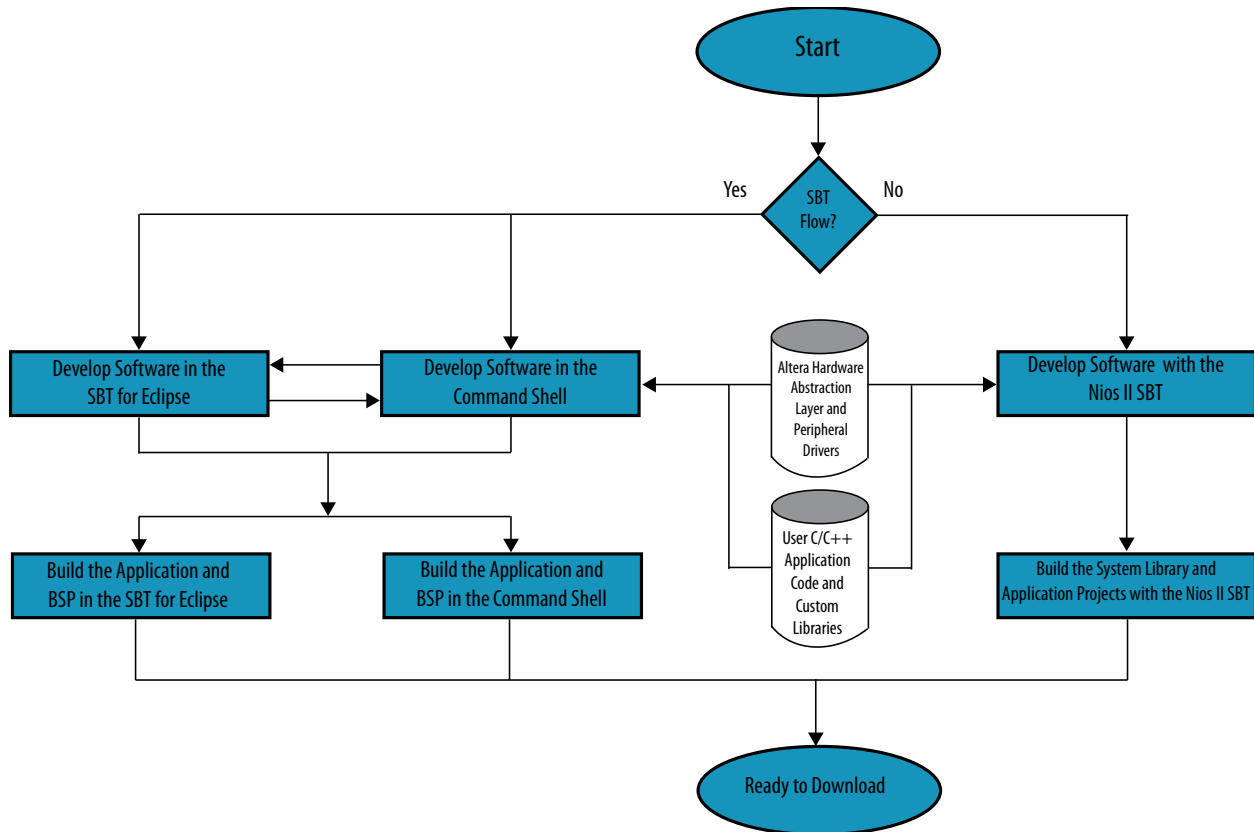 Start
Yes
No
SBT
Flow?
Develop Software in the
SBT for Eclipse
Develop Software in the
Command Shell
Altera Hardware
Abstraction
Layer and
Peripheral
Drivers
Develop Software with the
Nios II SBT
User C/C++
Application
Code and
Custom
Libraries
Build the Application and
BSP in the SBT for Eclipse
Build the Application and
BSP in the Command Shell
Build the System Library and
Application Projects with the Nios II SBT
Ready to Download